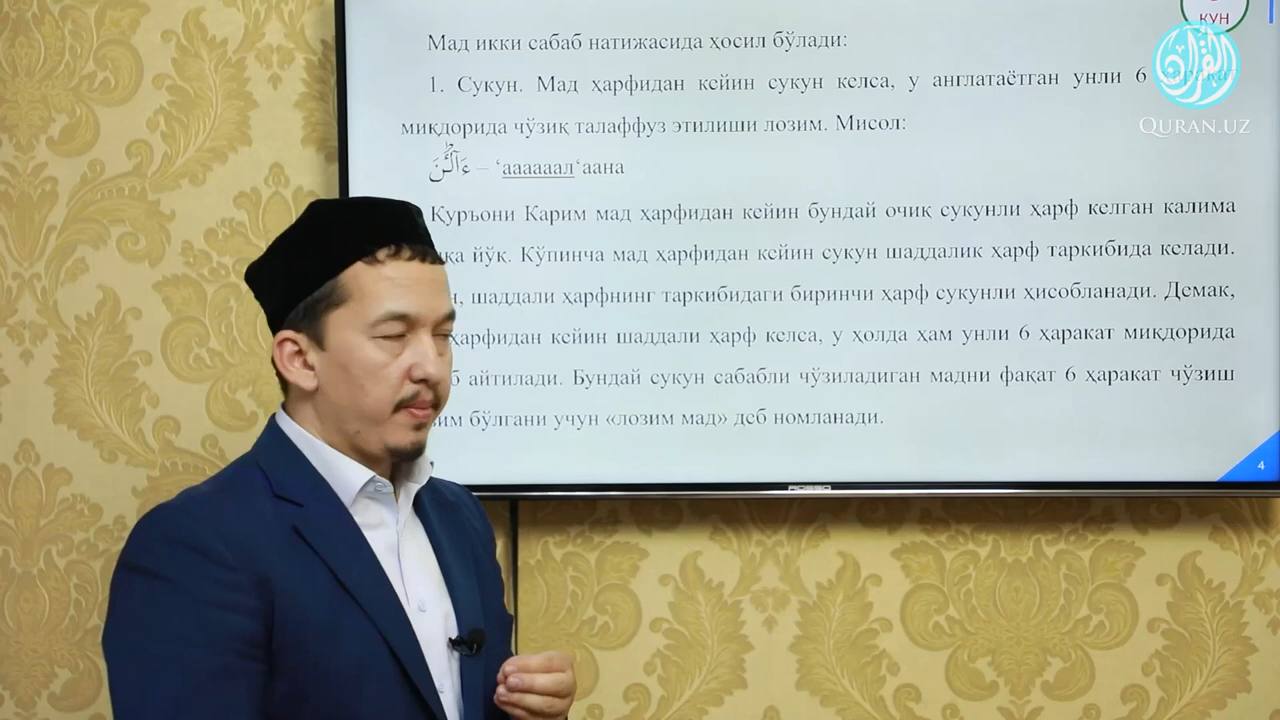 КУН
Мад икки сабаб натижасида ҳосил бўлади:
1. Сукун. Мад ҳарфидан кейин сукун келса, у англатаётган унли 6 ҳаракат
миқдорида чўзиқ талаффуз этилиши лозим. Мисол:
– ‘ааааaал‘аана
Қуръони Карим мад ҳарфидан кейин бундай очиқ сукунли ҳарф келган калима
йўқ. Кўпинча мад ҳарфидан кейин сукун шаддалик ҳарф таркибида келади.
шаддали ҳарфнинг таркибидаги биринчи ҳарф сукунли ҳисобланади. Демак,
ҳарфидан кейин шаддали ҳарф келса, у ҳолда ҳам унли 6 ҳаракат миқдорида
айтилади. Бундай сукун сабабли чўзиладиган мадни фақат 6 ҳаракат чўзиш
бўлгани учун «лозим мад» деб номланади.
4
QURAN.UZ